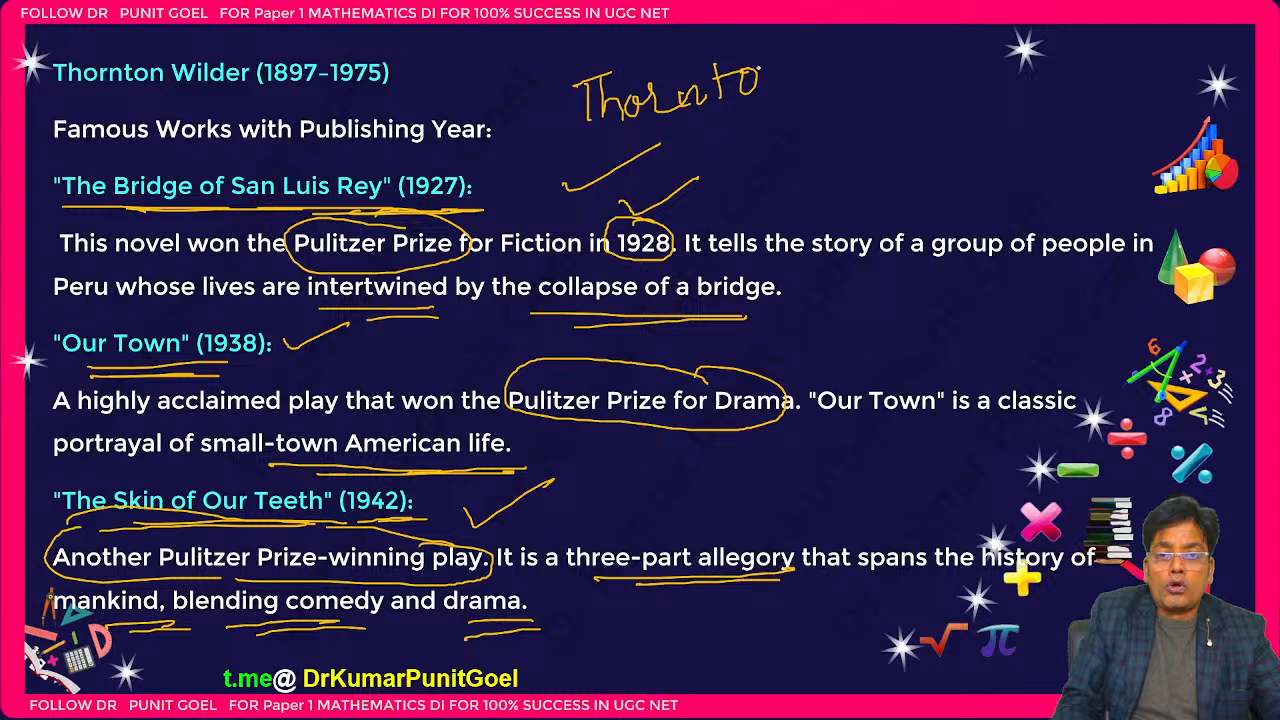 FOLLOW DR PUNIT GOEL FOR Paper 1 MATHEMATICS DI FOR 100% SUCCESS IN UGC NET
Thornton Wilder (1897–1975)
Thornto
Famous Works with Publishing Year:
"The Bridge of San Luis Rey" (1927):
This novel won the Pulitzer Prize for Fiction in 1928. It tells the story of a group of people in
Peru whose lives are intertwined by the collapse of a bridge.
"Our Town" (1938):
A highly acclaimed play that won the Pulitzer Prize for Drama. "Our Town" is a classic
portrayal of small-town American life.
"The Skin of Our Teeth" (1942):
Another Pulitzer Prize-winning play. It is a three-part allegory that spans the history of
mankind, blending comedy and drama.
t.me@ DrKumarPunitGoel
FOLLOW DR PUNIT GOEL FOR Paper 1 MATHEMATICS DI FOR 100% SUCCESS IN UGC NET